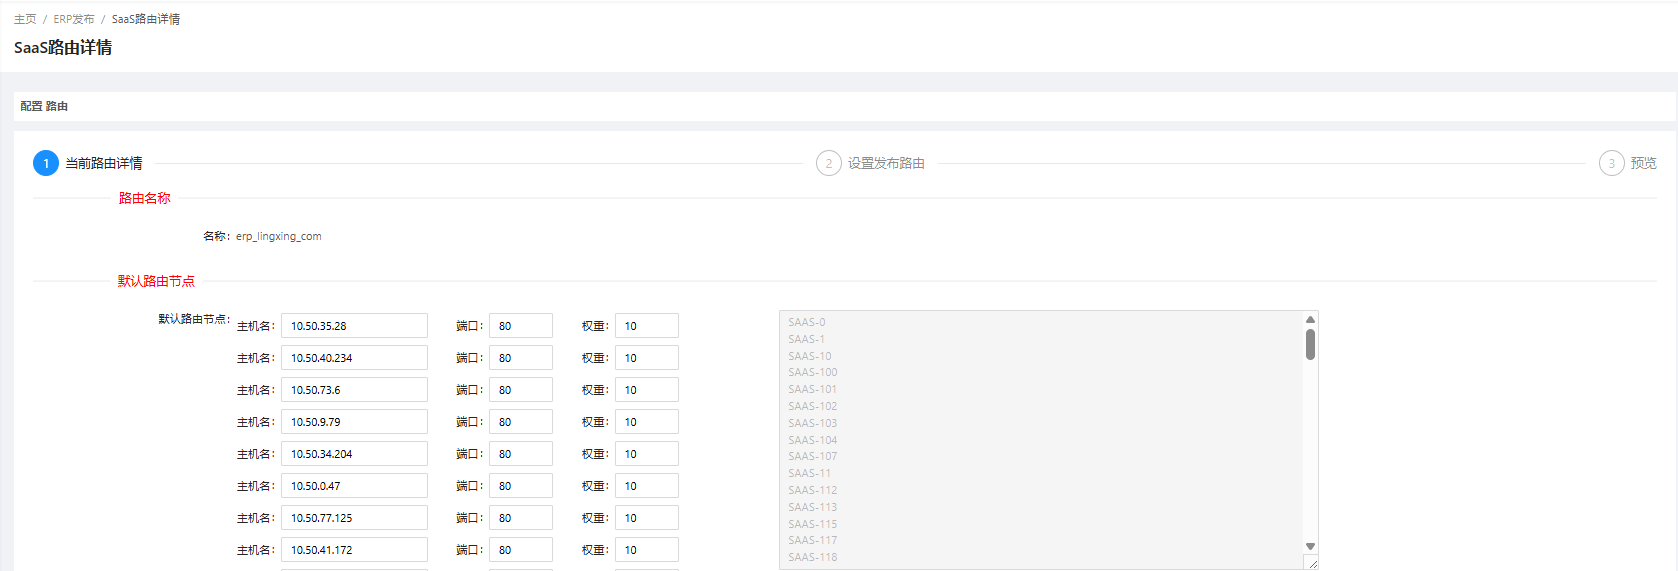 主页 / ERP发布 / SaaS路由详情
SaaS路由详情
配置 路由
1 当前路由详情 2 设置发布路由 3 预览
路由名称
名称： erp_lingxing_com
默认路由节点
默认路由节点：
主机名： 10.50.35.28 端口： 80 权重： 10
主机名： 10.50.40.234 端口： 80 权重： 10
主机名： 10.50.73.6 端口： 80 权重： 10
主机名： 10.50.9.79 端口： 80 权重： 10
主机名： 10.50.34.204 端口： 80 权重： 10
主机名： 10.50.0.47 端口： 80 权重： 10
主机名： 10.50.77.125 端口： 80 权重： 10
主机名： 10.50.41.172 端口： 80 权重： 10
SAAS-0
SAAS-1
SAAS-10
SAAS-100
SAAS-101
SAAS-102
SAAS-103
SAAS-104
SAAS-107
SAAS-11
SAAS-112
SAAS-113
SAAS-115
SAAS-117
SAAS-118